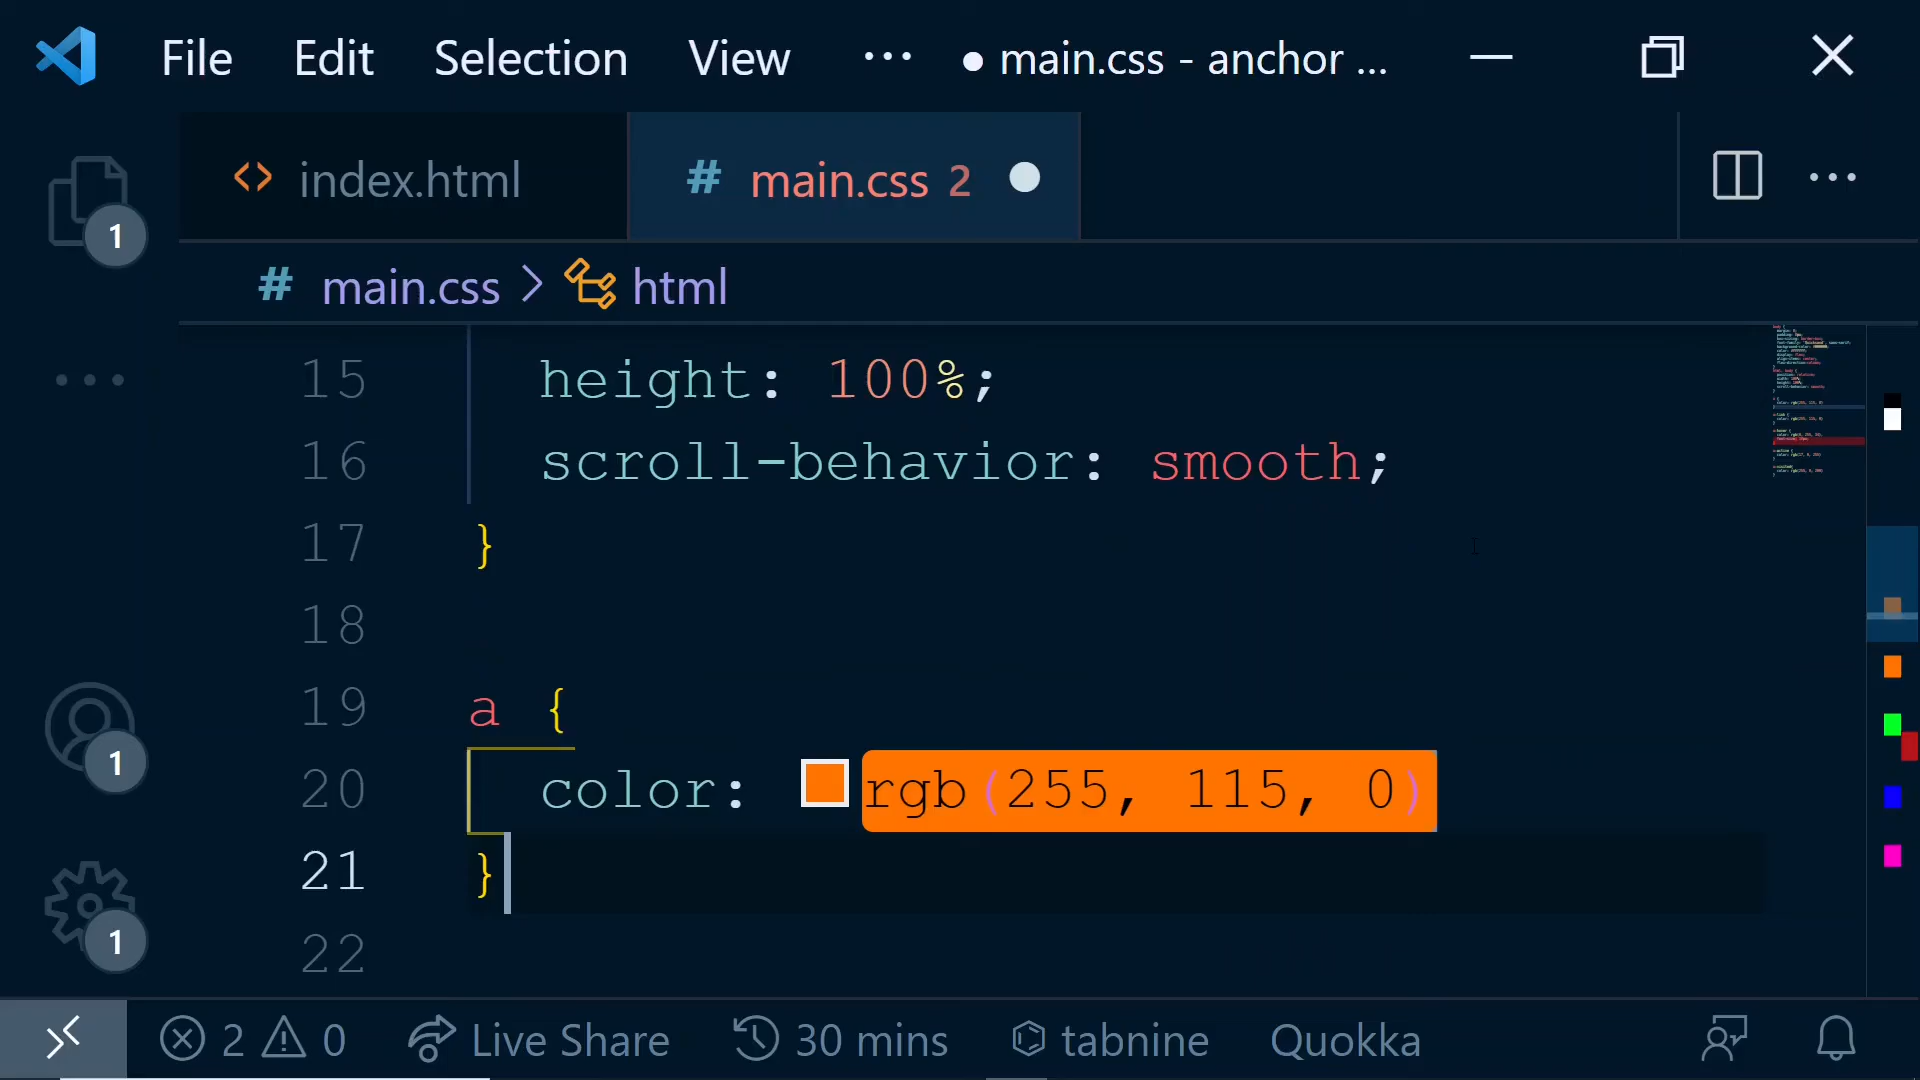 File Edit Selection View ··· ● main.css - anchor ...
<> index.html # main.css 2 ●
1
# main.css > html
15 height: 100%;
16 scroll-behavior: smooth;
17 }
18
19 a {
20 color: rgb(255, 115, 0)
21 }
22
1
1
2 0 Live Share 30 mins tabnine Quokka